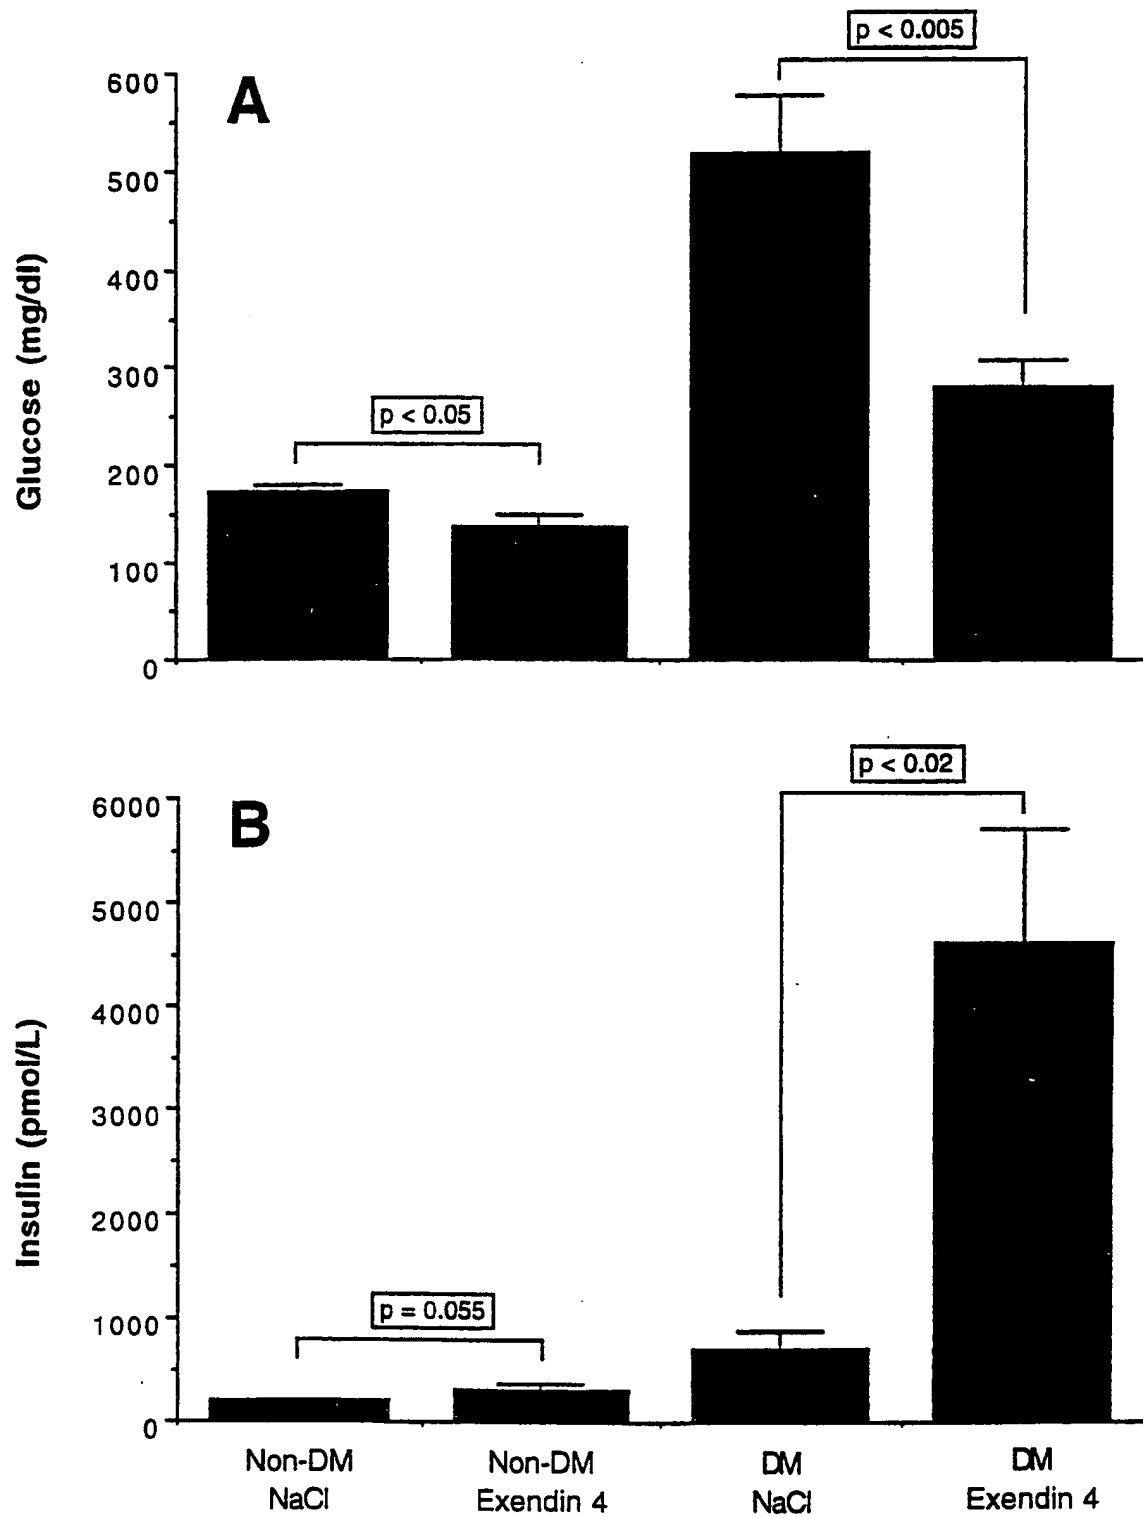 p < 0.005
A
600
500
400
300
200
100
0
Glucose (mg/dl)
p < 0.05
p < 0.02
B
6000
5000
4000
3000
2000
1000
0
Insulin (pmol/L)
p = 0.055
Non-DM
NaCl
Non-DM
Exendin 4
DM
NaCl
DM
Exendin 4